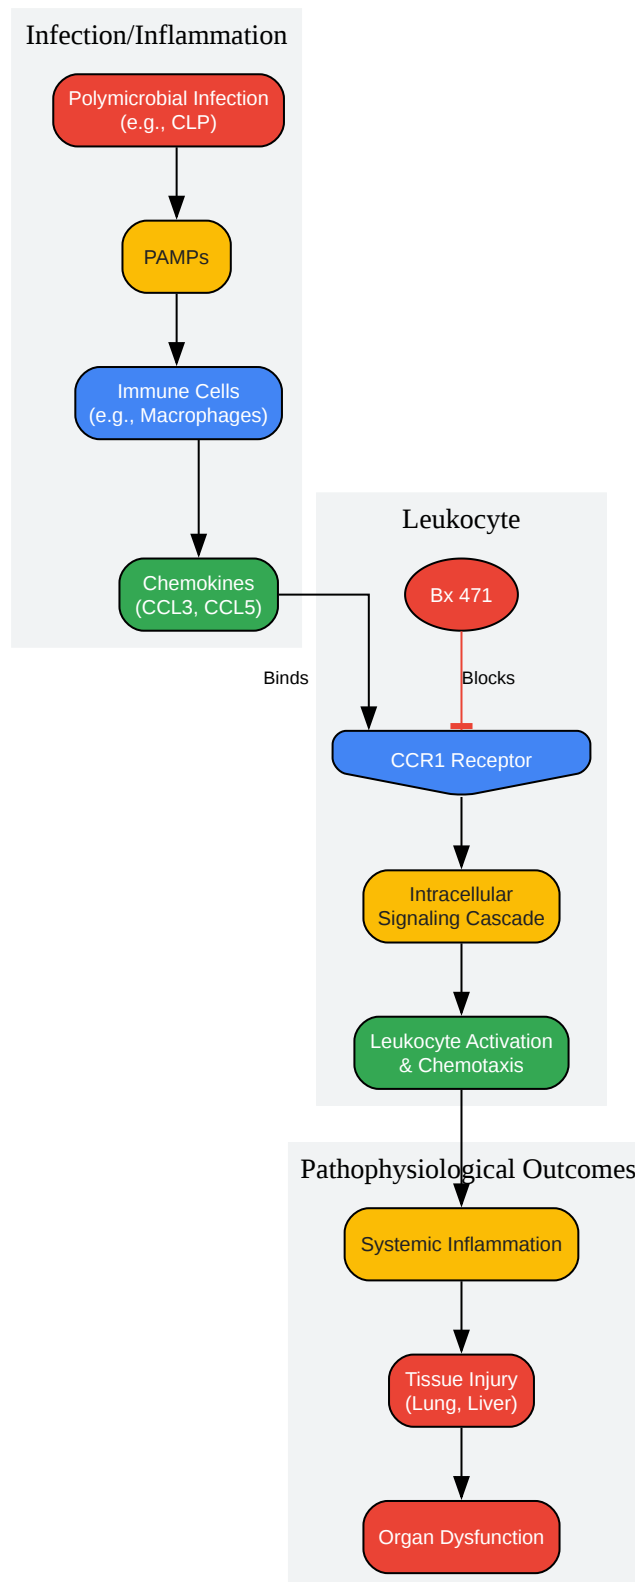 Infection/Inflammation
Polymicrobial Infection
(e.g., CLP)
PAMPs
Immune Cells
(e.g., Macrophages)
Chemokines
(CCL3, CCL5)
Binds
Leukocyte
Bx 471
Blocks
CCR1 Receptor
Intracellular
Signaling Cascade
Leukocyte Activation
& Chemotaxis
Pathophysiological Outcomes
Systemic Inflammation
Tissue Injury
(Lung, Liver)
Organ Dysfunction